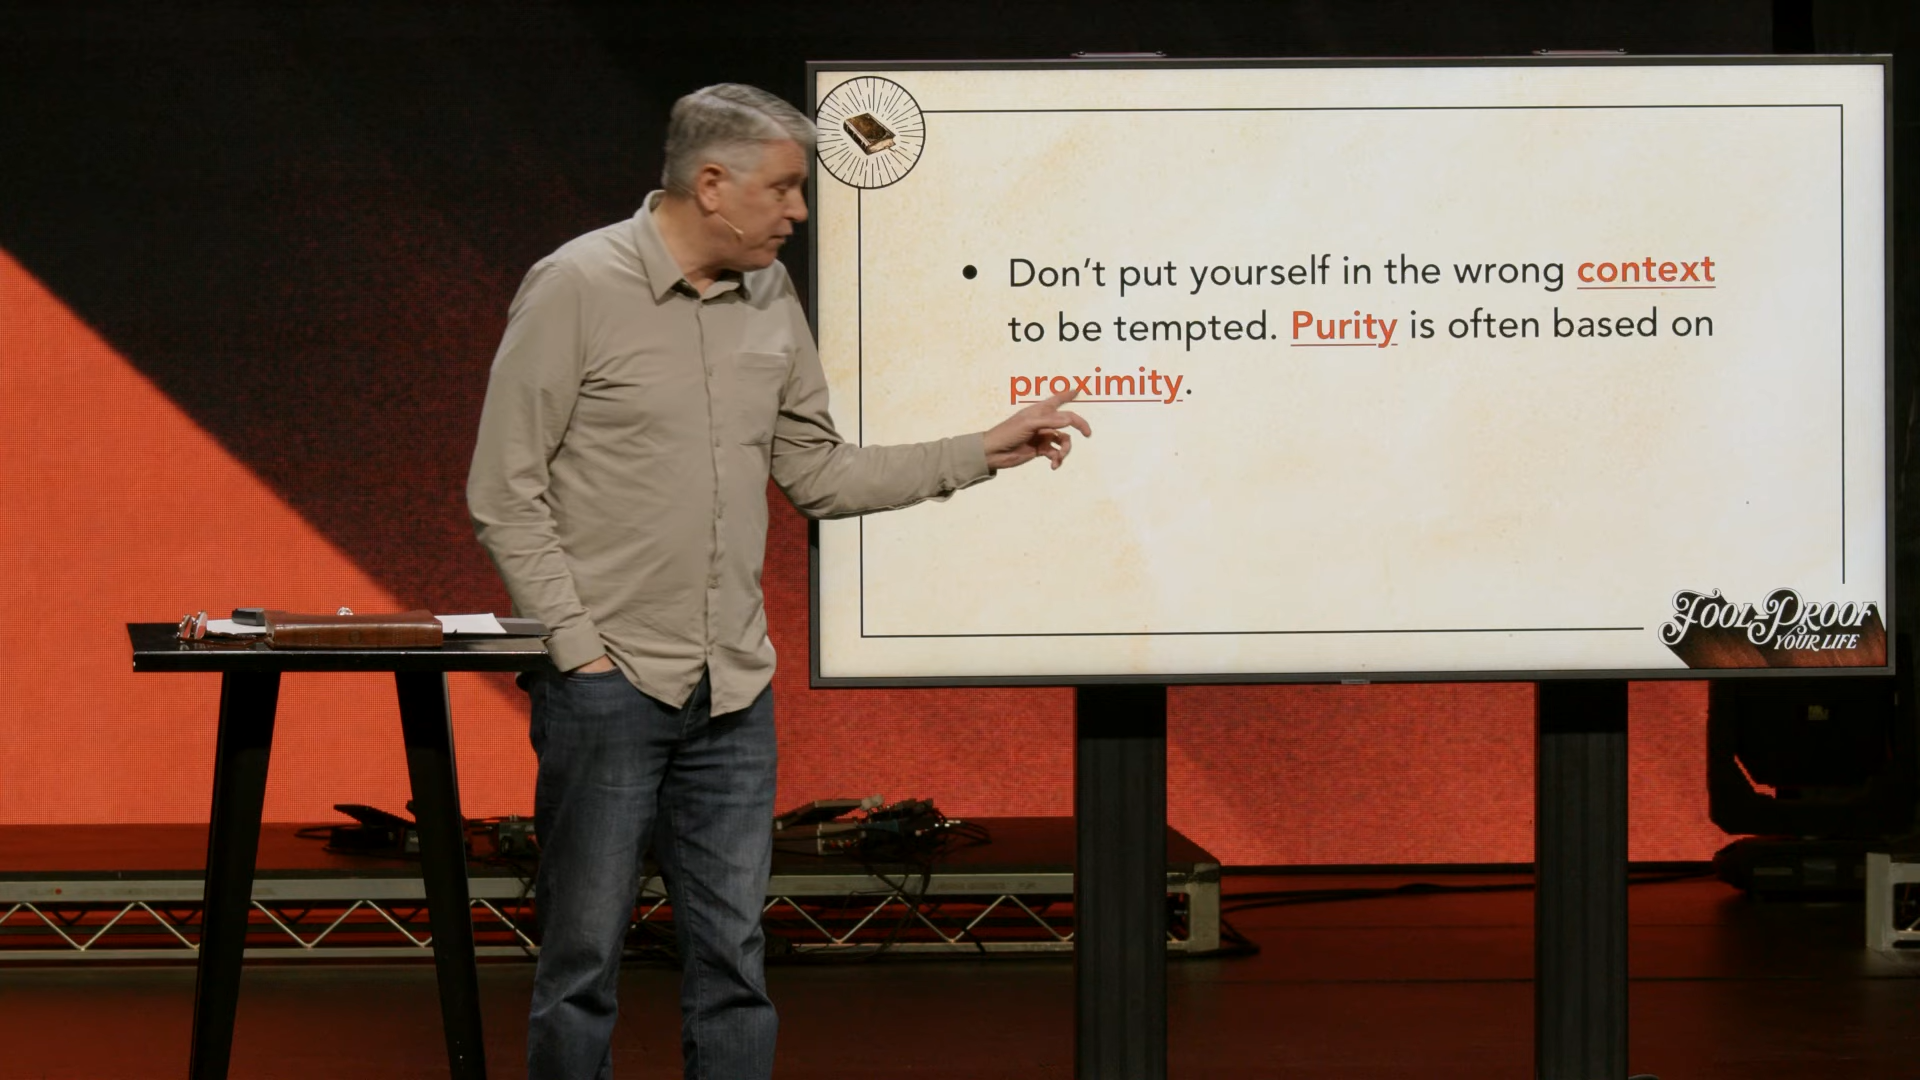 • Don't put yourself in the wrong context
to be tempted. Purity is often based on
proximity.
FOOL-PROOF
YOUR LIFE